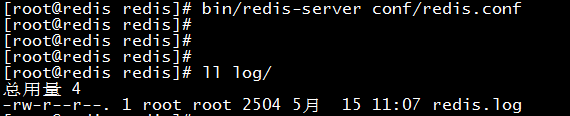 [root@redis redis]# bin/redis-server conf/redis.conf
[root@redis redis]#
[root@redis redis]#
[root@redis redis]#
[root@redis redis]# ll log/
总用量 4
-rw-r--r--. 1 root root 2504 5月  15 11:07 redis.log
[root@redis redis]#